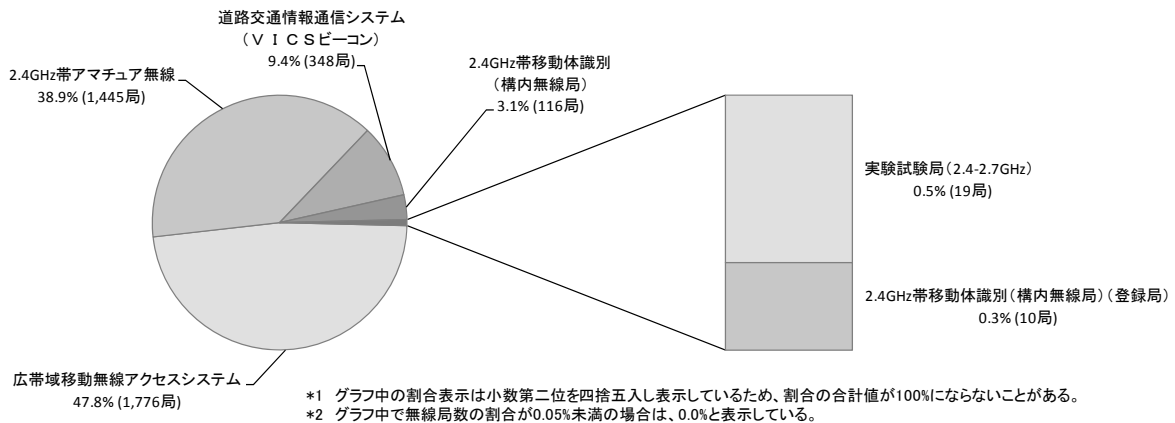 道路交通情報通信システム
(ＶＩＣＳビーコン)
9.4% (348局)
2.4GHz帯アマチュア無線
38.9% (1,445局)
2.4GHz帯移動体識別
(構内無線局)
3.1% (116局)
実験試験局(2.4-2.7GHz)
0.5% (19局)
2.4GHz帯移動体識別(構内無線局)(登録局)
0.3% (10局)
広帯域移動無線アクセスシステム
47.8% (1,776局)
*1 グラフ中の割合表示は小数第二位を四捨五入し表示しているため、割合の合計値が100%にならないことがある。
*2 グラフ中で無線局数の割合が0.05%未満の場合は、0.0%と表示している。